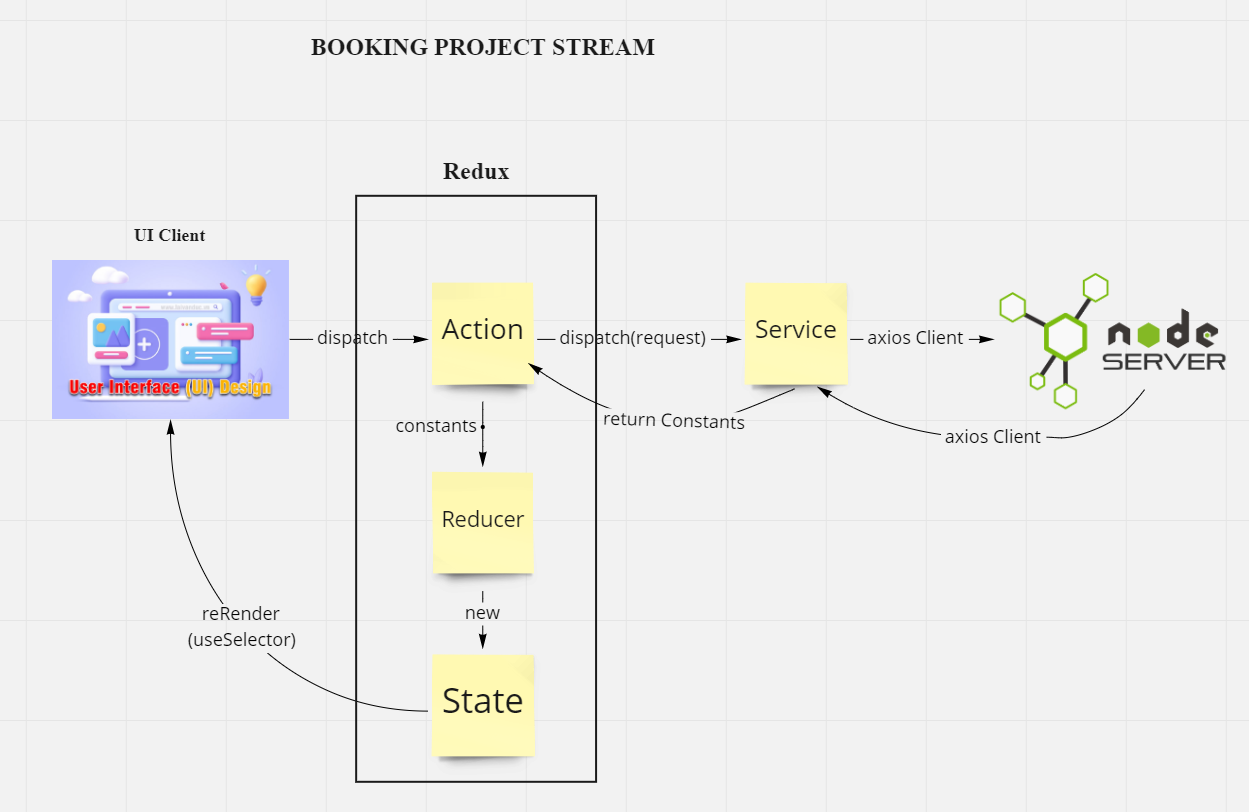 BOOKING PROJECT STREAM
Redux
UI Client
User Interface (UI) Design
dispatch
Action
dispatch(request)
Service
axios Client
node
SERVER
constants
return Constants
axios Client
Reducer
new
reRender
(useSelector)
State